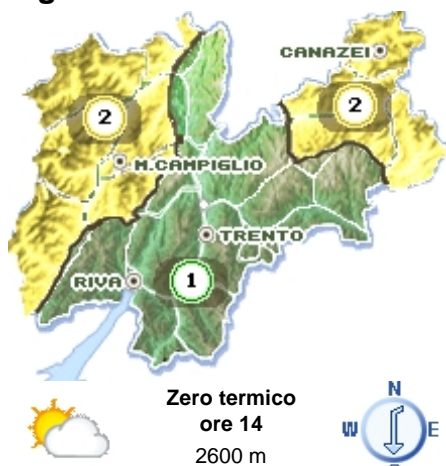 g
CANAZEI
2
2
M.CAMPIGLIO
TRENTO
RIVA
1
Zero termico
ore 14
2600 m
N
W
E